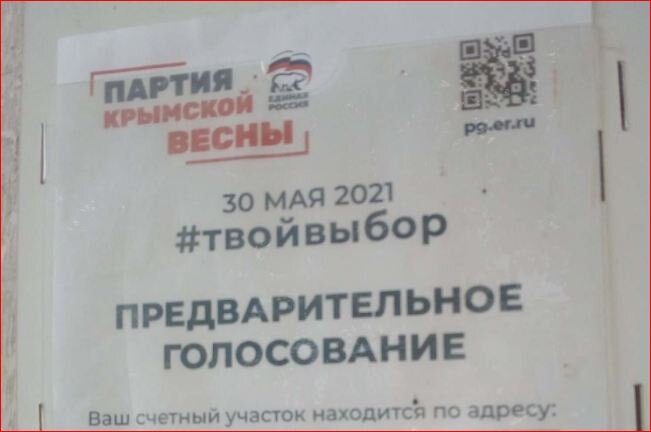 ПАРТИЯ
КРЫМСКОЙ
ВЕСНЫ
ЕДИНАЯ
РОССИЯ
pg.er.ru
30 МАЯ 2021
#ТВОЙВЫБОР
ПРЕДВАРИТЕЛЬНОЕ
ГОЛОСОВАНИЕ
Ваш счетный участок находится по адресу: